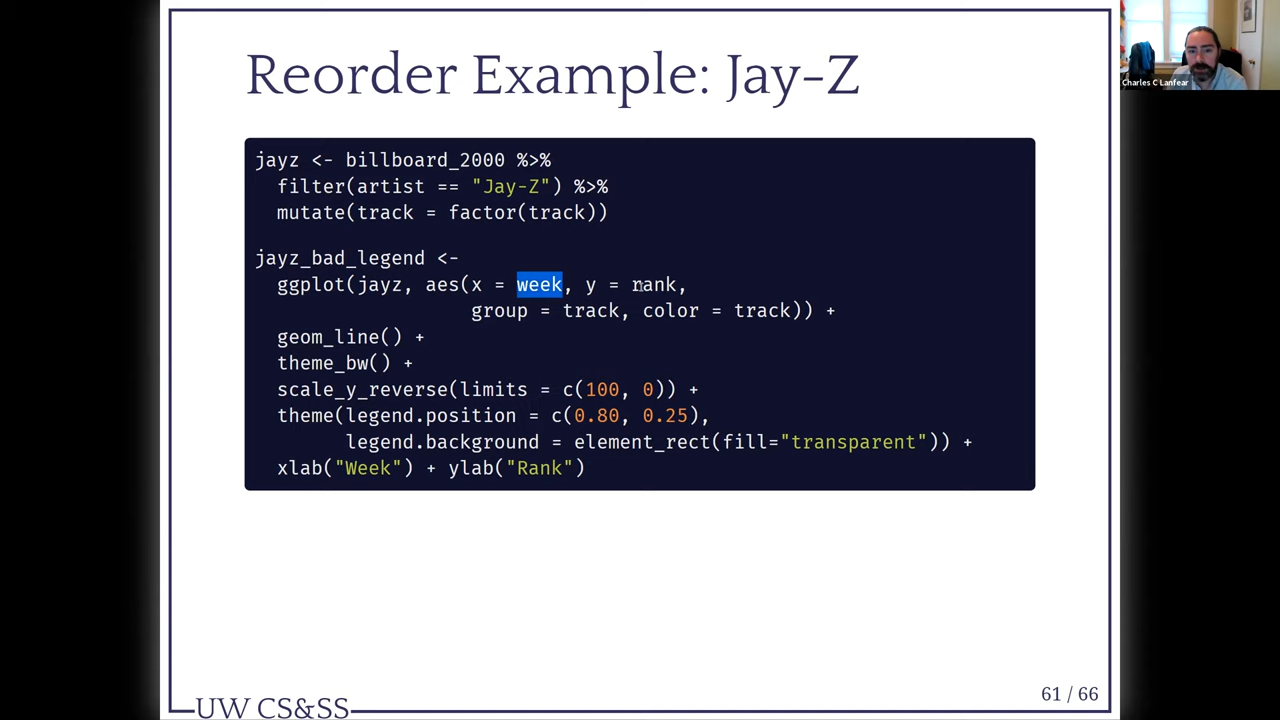 Reorder Example: Jay-Z
Charles C Lanfear
jayz <- billboard_2000 %>%
  filter(artist == "Jay-Z") %>%
  mutate(track = factor(track))
jayz_bad_legend <-
  ggplot(jayz, aes(x = week, y = rank,
                   group = track, color = track)) +
  geom_line() +
  theme_bw() +
  scale_y_reverse(limits = c(100, 0)) +
  theme(legend.position = c(0.80, 0.25),
        legend.background = element_rect(fill="transparent")) +
  xlab("Week") + ylab("Rank")
61 / 66
UW CS&SS